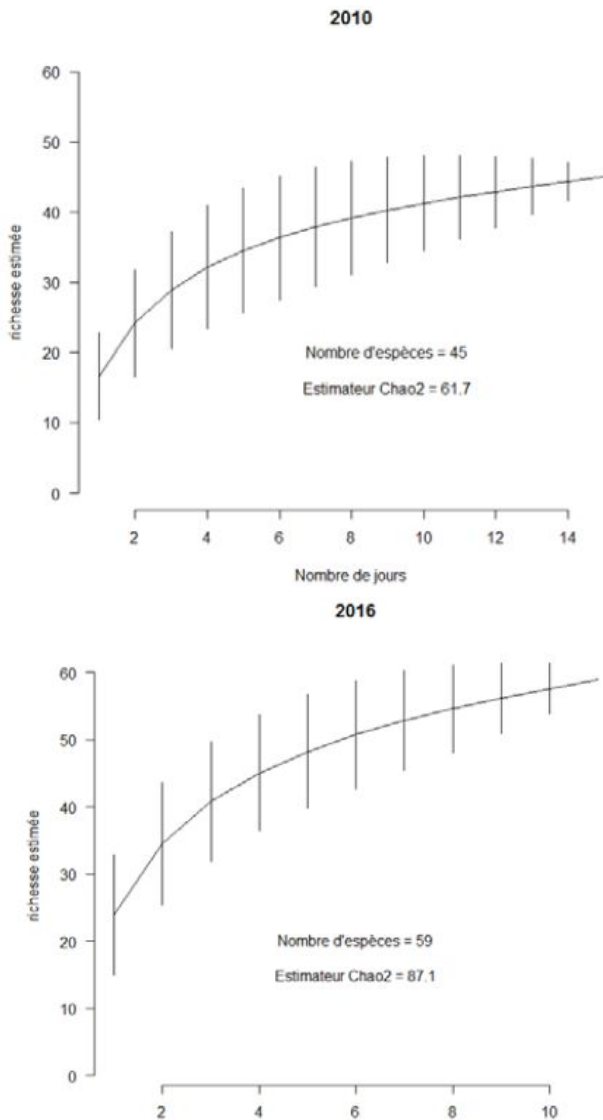 2010
60
50
40
30
20
10
0
richesse estimée
Nombre d'espèces = 45
Estimateur Chao2 = 61.7
2 4 6 8 10 12 14
Nombre de jours
2016
60
50
40
30
20
10
0
richesse estimée
Nombre d'espèces = 59
Estimateur Chao2 = 87.1
2 4 6 8 10